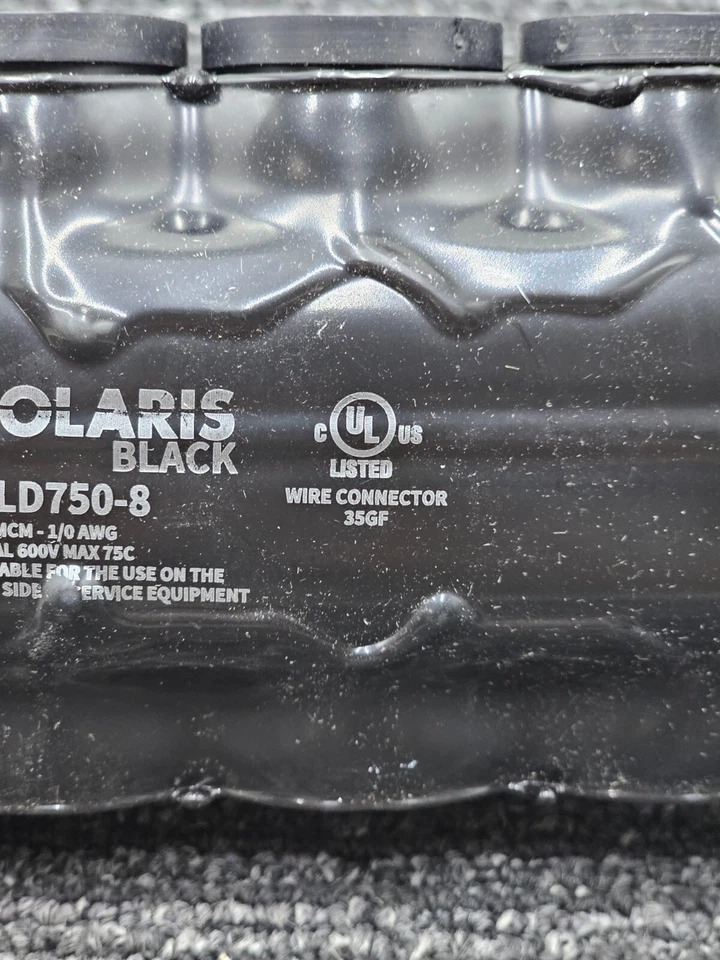 OLARIS
BLACK
LD750-8
MCM - 1/0 AWG
AL 600V MAX 75C
ABLE FOR THE USE ON THE
SIDE SERVICE EQUIPMENT
C UL US
LISTED
WIRE CONNECTOR
35GF